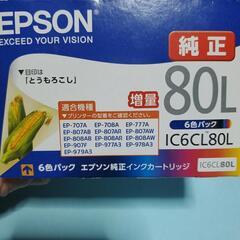 EPSON
EXCEED YOUR VISION
純正
目印は
「とうもろこし」
増量
80L
適合機種
▼プリンターの型番をご確認ください
EP-707A EP-708A EP-777A
EP-807AB EP-807AR EP-807AW
EP-808AB EP-808AR EP-808AW
EP-907F EP-977A3 EP-978A3
EP-979A3
6色パック
IC6CL80L
6色パック エプソン純正インクカートリッジ
IC6CL80L